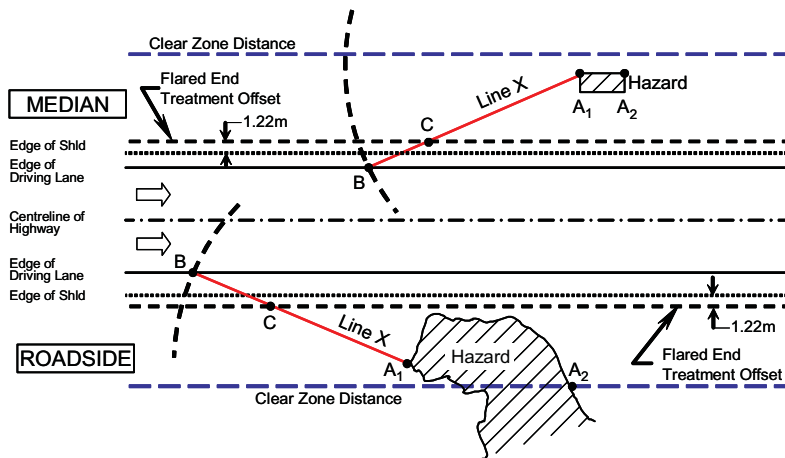 Clear Zone Distance
Flared End
Treatment Offset
MEDIAN
1.22m
Line X
Hazard
A1 A2
C
Edge of Shld
Edge of
Driving Lane
B
Centreline of
Highway
Edge of
Driving Lane
B
Edge of Shld
C
Line X
1.22m
ROADSIDE
Hazard
Flared End
Treatment Offset
A1
A2
Clear Zone Distance